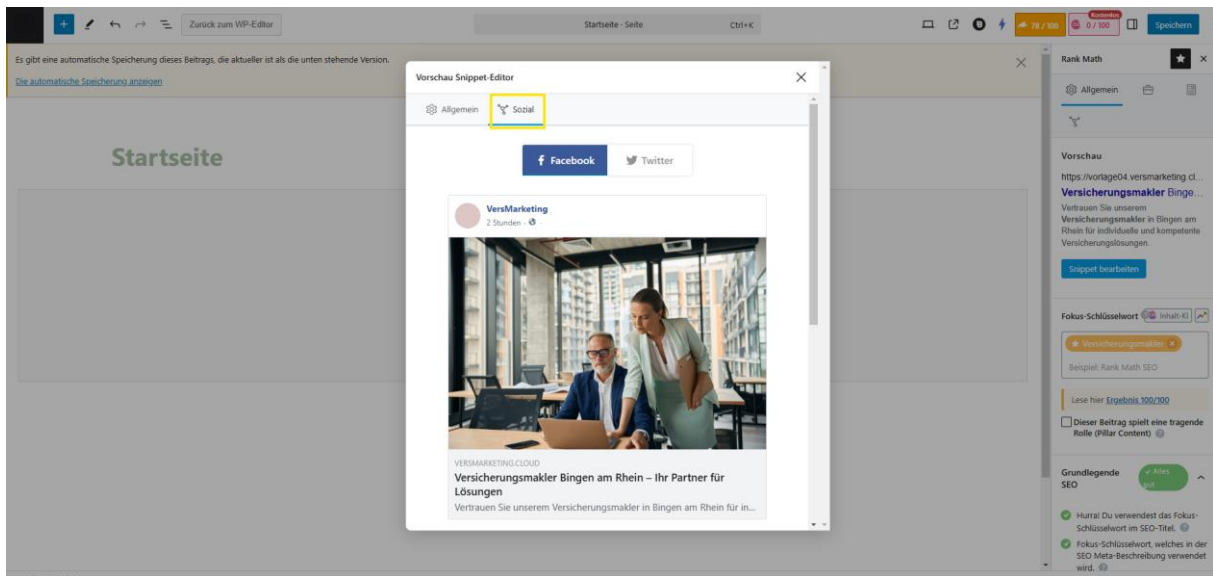 Zurück zum WP-Editor
Startseite · Seite
Ctrl+K
78 / 100
Kostenlos
0 / 100
Speichern
Es gibt eine automatische Speicherung dieses Beitrags, die aktueller ist als die unten stehende Version.
Die automatische Speicherung anzeigen
Startseite
Vorschau Snippet-Editor
Allgemein
Sozial
Facebook
Twitter
VersMarketing
2 Stunden ·
VERSMARKETING.CLOUD
Versicherungsmakler Bingen am Rhein – Ihr Partner für
Lösungen
Vertrauen Sie unserem Versicherungsmakler in Bingen am Rhein für in...
Rank Math
Allgemein
Vorschau
https://vorlage04.versmarketing.cl...
Versicherungsmakler Binge...
Vertrauen Sie unserem
Versicherungsmakler in Bingen am
Rhein für individuelle und kompetente
Versicherungslösungen.
Snippet bearbeiten
Fokus-Schlüsselwort
Inhalt-KI
Versicherungsmakler
Beispiel: Rank Math SEO
Lese hier Ergebnis 100/100
Dieser Beitrag spielt eine tragende
Rolle (Pillar Content)
Grundlegende
SEO
Alles
gut
Hurra! Du verwendest das Fokus-
Schlüsselwort im SEO-Titel.
Fokus-Schlüsselwort, welches in der
SEO Meta-Beschreibung verwendet
wird.